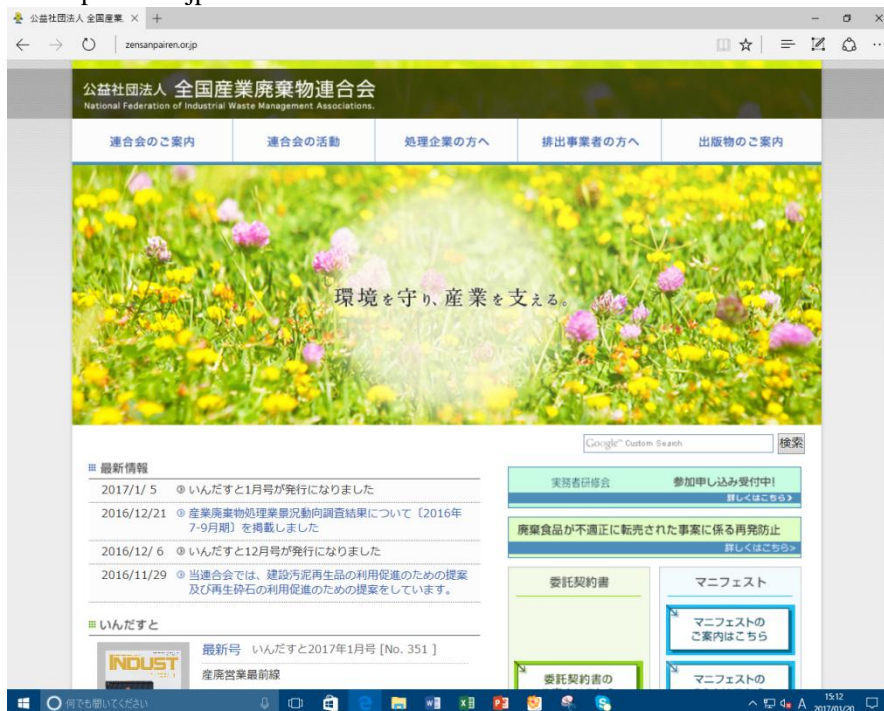 公益社団法人 全国産業
zensanpairen.or.jp
公益社団法人 全国産業廃棄物連合会
National Federation of Industrial Waste Management Associations.
連合会のご案内
連合会の活動
処理企業の方へ
排出事業者の方へ
出版物のご案内
環境を守り、産業を支える。
Google™ Custom Search
検索
最新情報
2017/1/ 5 いんだすと1月号が発行になりました
2016/12/21 産業廃棄物処理業景況動向調査結果について〔2016年
7-9月期〕を掲載しました
2016/12/ 6 いんだすと12月号が発行になりました
2016/11/29 当連合会では、建設汚泥再生品の利用促進のための提案
及び再生砕石の利用促進のための提案をしています。
実務者研修会 参加申し込み受付中!
詳しくはこちら>
廃棄食品が不適正に転売された事案に係る再発防止
詳しくはこちら>
委託契約書
マニフェスト
マニフェストの
ご案内はこちら
いんだすと
最新号 いんだすと2017年1月号 [No. 351 ]
INDUST
産廃営業最前線
委託契約書の
マニフェストの
何でも聞いてください
A
15:12
2017/01/20